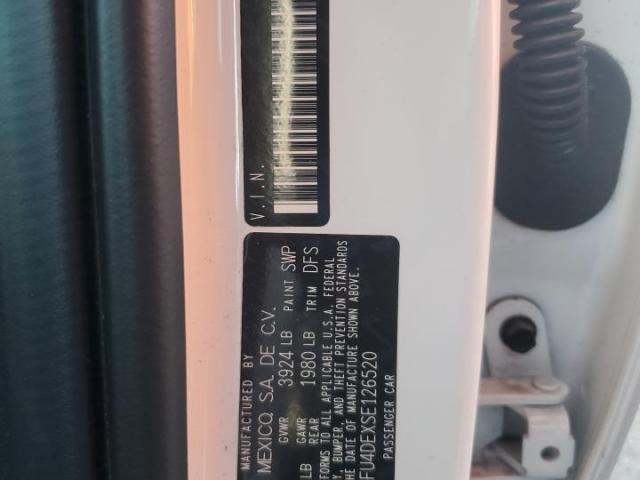 V.I.N.
MANUFACTURED BY
MEXICO, S.A. DE C.V.
GVWR 3924 LB PAINT SWP
LB GAWR REAR 1980 LB TRIM DFS
FORMS TO ALL APPLICABLE U.S.A. FEDERAL
BUMPER, AND THEFT PREVENTION STANDARDS
THE DATE OF MANUFACTURE SHOWN ABOVE.
FU4DEXSE126520
PASSENGER CAR